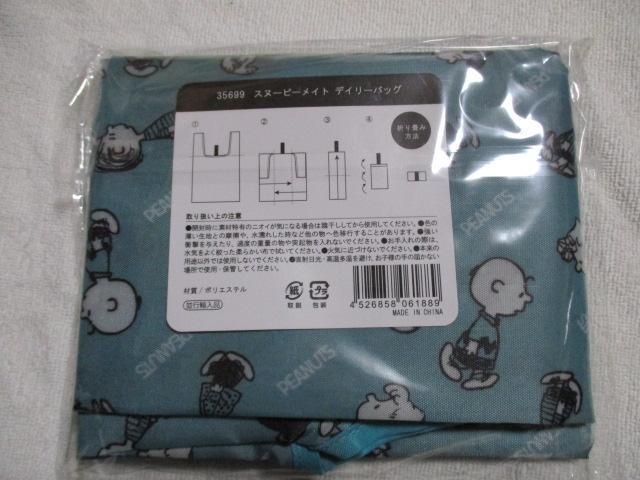 35699 スヌーピーメイト デイリーバッグ
① ② ③ ④
折り畳み
方法
取り扱い上の注意
●開封時に素材特有のニオイが気になる場合は陰干ししてから使用してください。●色の
薄い生地との摩擦や、水濡れした時など他の物へ色移行することがあります。●強い
衝撃を与えたり、過度の重量の物や突起物を入れないでください。●お手入れの際は、
水気をよく絞った柔らかい布で拭いてください。●火気に近づけないでください。●本来の
用途以外では使用しないでください。●直射日光・高温多湿を避け、お子様の手の届かない
場所で使用・保管してください。
材質/ポリエステル
並行輸入品
紙
取説
プラ
包装
4 526858 061889
MADE IN CHINA
PEANUTS
PEANUTS
PEANUTS
PEANUTS
PEANUTS